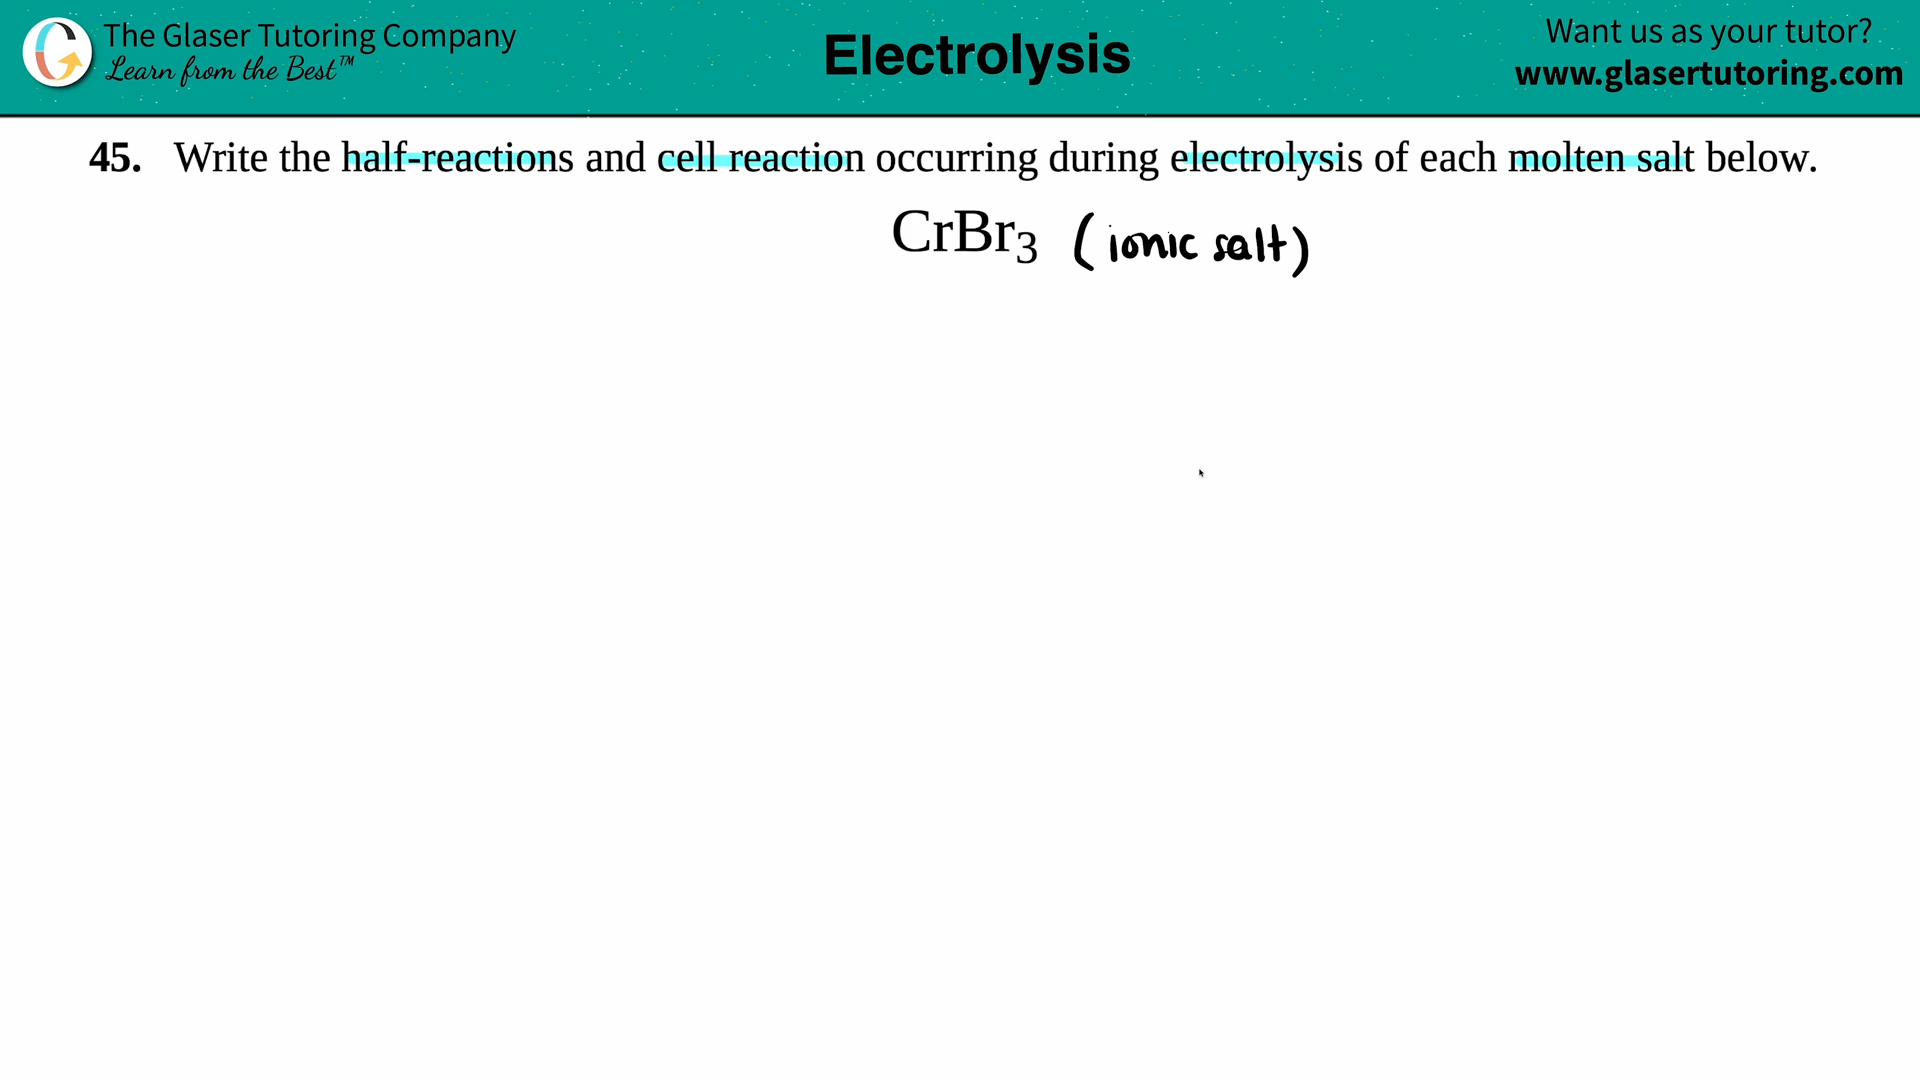 The Glaser Tutoring Company
Learn from the Best™
Electrolysis
Want us as your tutor?
www.glasertutoring.com
45. Write the half-reactions and cell reaction occurring during electrolysis of each molten salt below.
CrBr₃ (ionic salt)